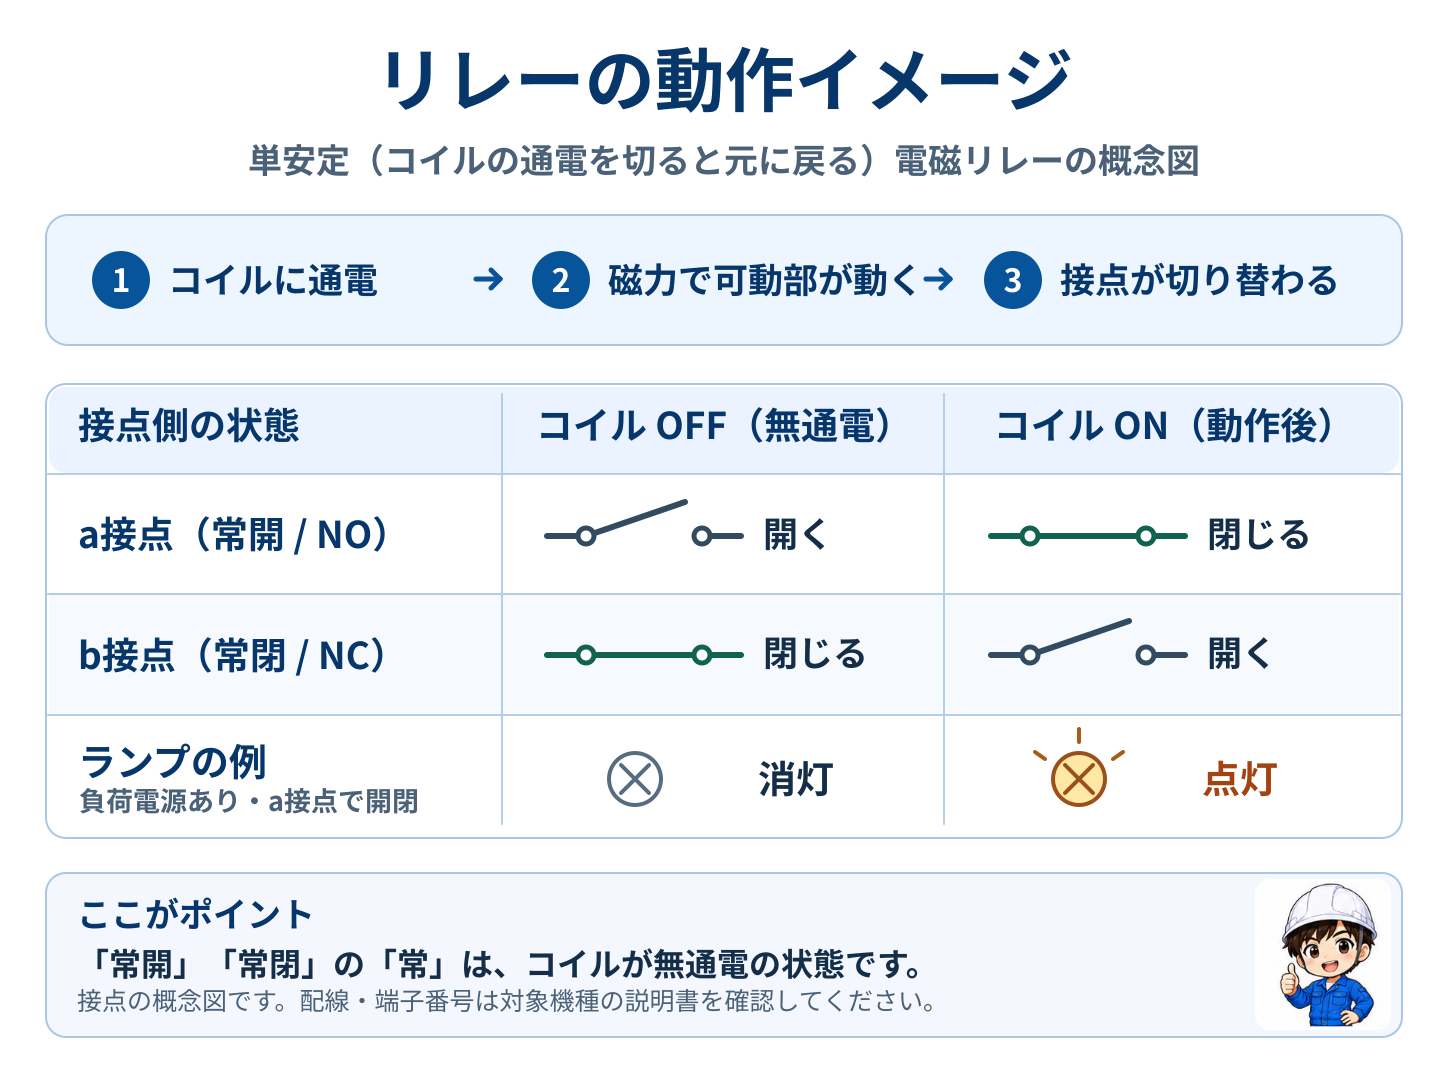 リレーの動作イメージ
単安定（コイルの通電を切ると元に戻る）電磁リレーの概念図
1 コイルに通電 → 2 磁力で可動部が動く → 3 接点が切り替わる
接点側の状態 コイル OFF（無通電） コイル ON（動作後）
a接点（常開 / NO） 開く 閉じる
b接点（常閉 / NC） 閉じる 開く
ランプの例 消灯 点灯
負荷電源あり・a接点で開閉
ここがポイント
「常開」「常閉」の「常」は、コイルが無通電の状態です。
接点の概念図です。配線・端子番号は対象機種の説明書を確認してください。